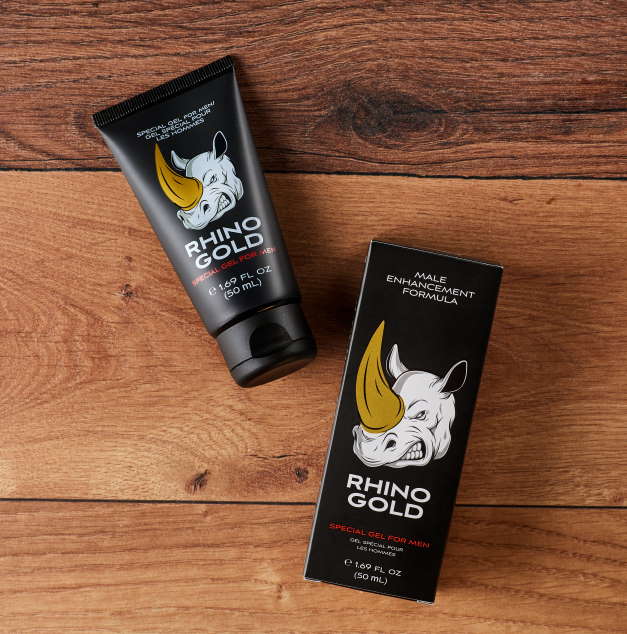 SPECIAL GEL FOR MEN/
GEL SPÉCIAL POUR
LES HOMMES
RHINO
GOLD
SPECIAL GEL FOR MEN
℮ 1.69 FL OZ
(50 mL)
MALE
ENHANCEMENT
FORMULA
RHINO
GOLD
SPECIAL GEL FOR MEN
GEL SPÉCIAL POUR
LES HOMMES
℮ 1.69 FL OZ
(50 mL)